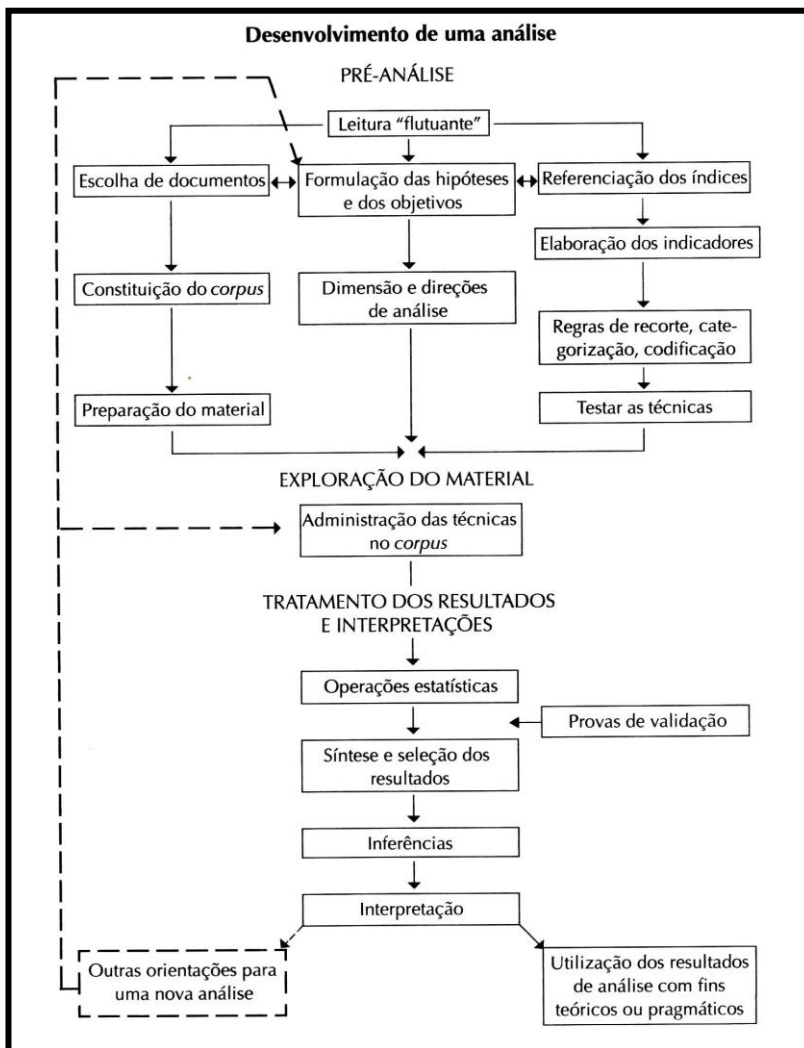 Desenvolvimento de uma análise
PRÉ-ANÁLISE
Leitura “flutuante”
Escolha de documentos
Formulação das hipóteses
e dos objetivos
Referenciação dos índices
Elaboração dos indicadores
Constituição do corpus
Dimensão e direções
de análise
Regras de recorte, cate-
gorização, codificação
Preparação do material
Testar as técnicas
EXPLORAÇÃO DO MATERIAL
Administração das técnicas
no corpus
TRATAMENTO DOS RESULTADOS
E INTERPRETAÇÕES
Operações estatísticas
Provas de validação
Síntese e seleção dos
resultados
Inferências
Interpretação
Outras orientações para
uma nova análise
Utilização dos resultados
de análise com fins
teóricos ou pragmáticos